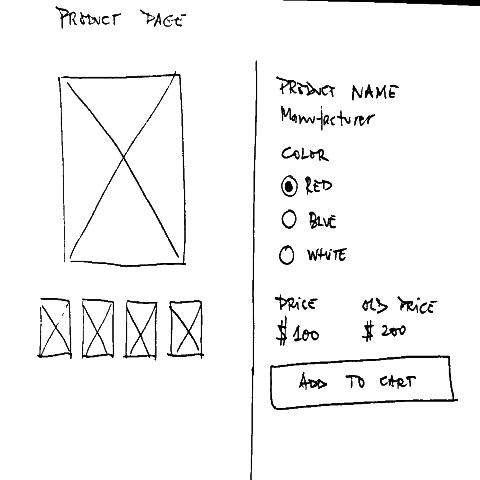 PRODUCT PAGE
PRODUCT NAME
Manufacturer
COLOR
RED
BLUE
WHITE
PRICE OLD PRICE
$100 $200
ADD TO CART